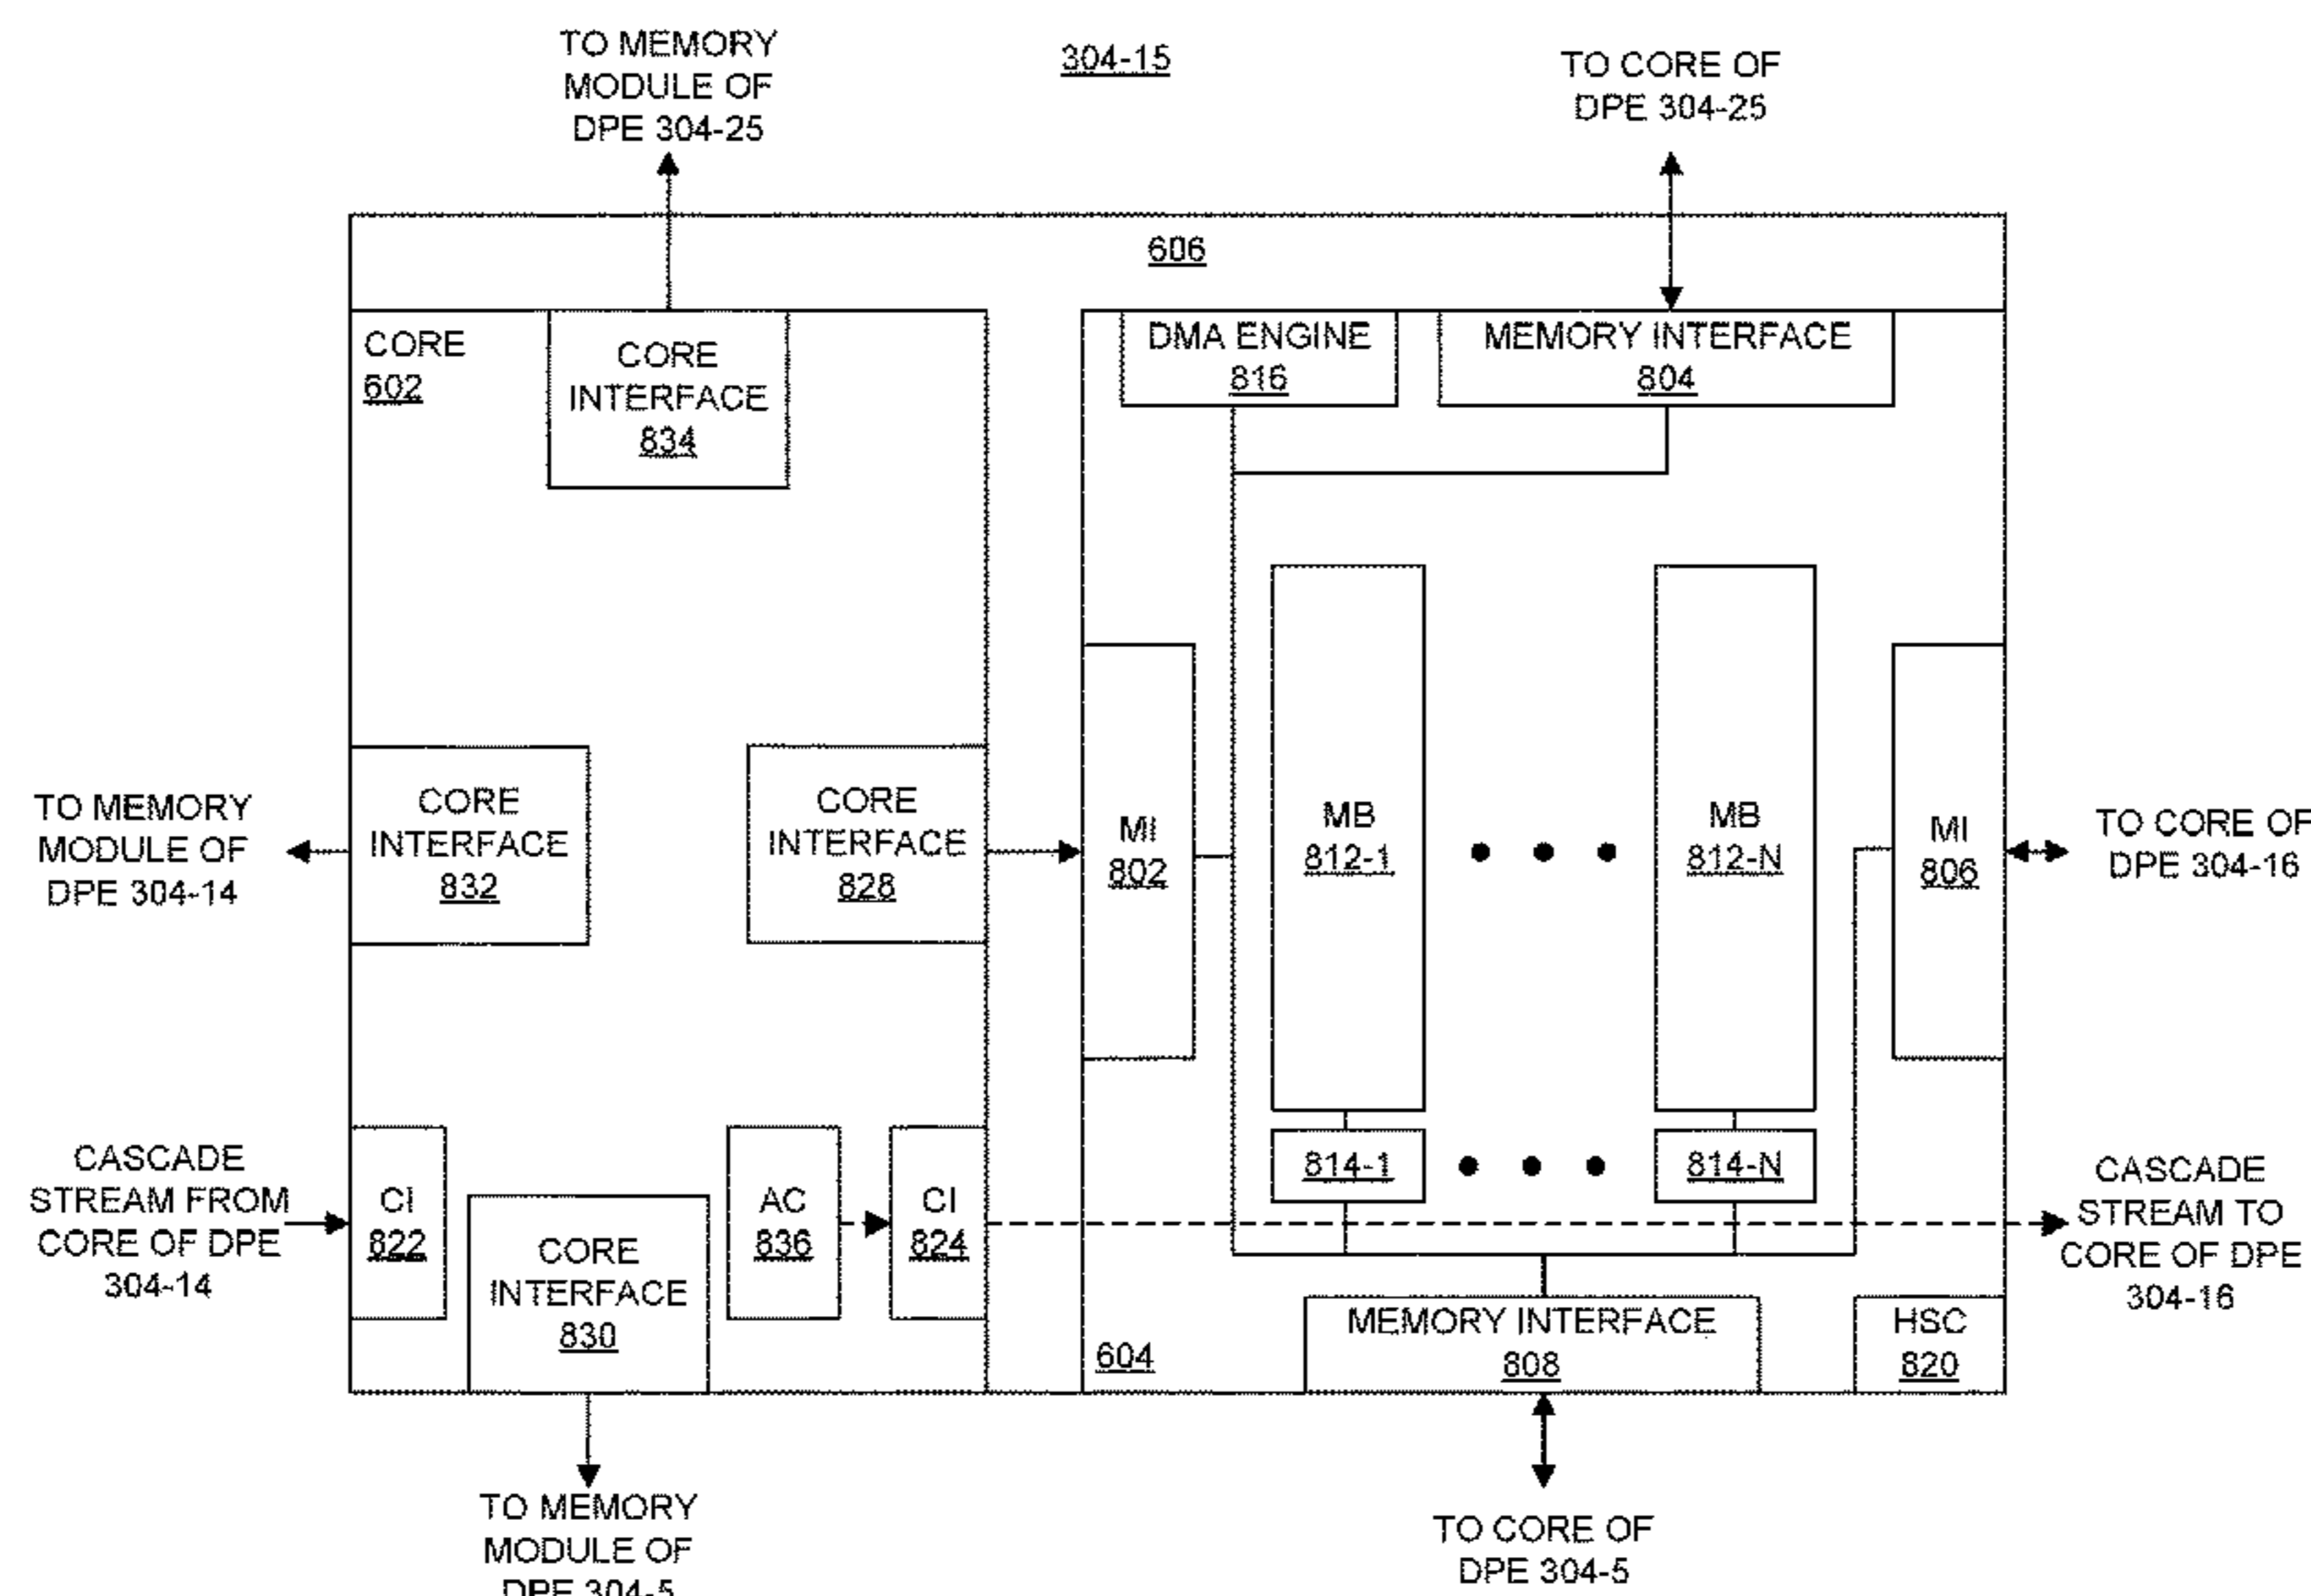 TO MEMORY
MODULE OF
DPE 304-25
304-15
TO CORE OF
DPE 304-25
606
CORE
602
CORE
INTERFACE
834
DMA ENGINE
816
MEMORY INTERFACE
804
TO MEMORY
MODULE OF
DPE 304-14
CORE
INTERFACE
832
CORE
INTERFACE
828
MI
802
MB
812-1
MB
812-N
MI
806
TO CORE OF
DPE 304-16
CASCADE
STREAM FROM
CORE OF DPE
304-14
CI
822
CORE
INTERFACE
830
AC
836
CI
824
814-1
814-N
CASCADE
STREAM TO
CORE OF DPE
304-16
604
MEMORY INTERFACE
808
HSC
820
TO MEMORY
MODULE OF
DPE 304-5
TO CORE OF
DPE 304-5